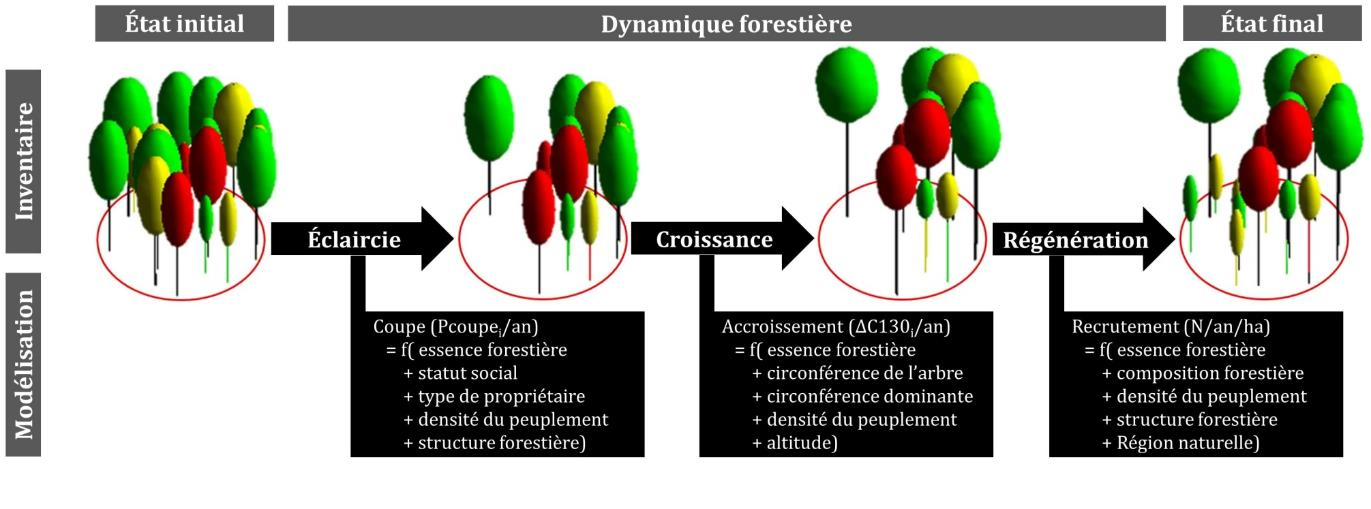 État initial
Dynamique forestière
État final
Inventaire
Éclaircie
Croissance
Régénération
Modélisation
Coupe (Pcoupeᵢ/an)
= f( essence forestière
+ statut social
+ type de propriétaire
+ densité du peuplement
+ structure forestière)
Accroissement (ΔC130ᵢ/an)
= f( essence forestière
+ circonférence de l'arbre
+ circonférence dominante
+ densité du peuplement
+ altitude)
Recrutement (N/an/ha)
= f( essence forestière
+ composition forestière
+ densité du peuplement
+ structure forestière
+ Région naturelle)